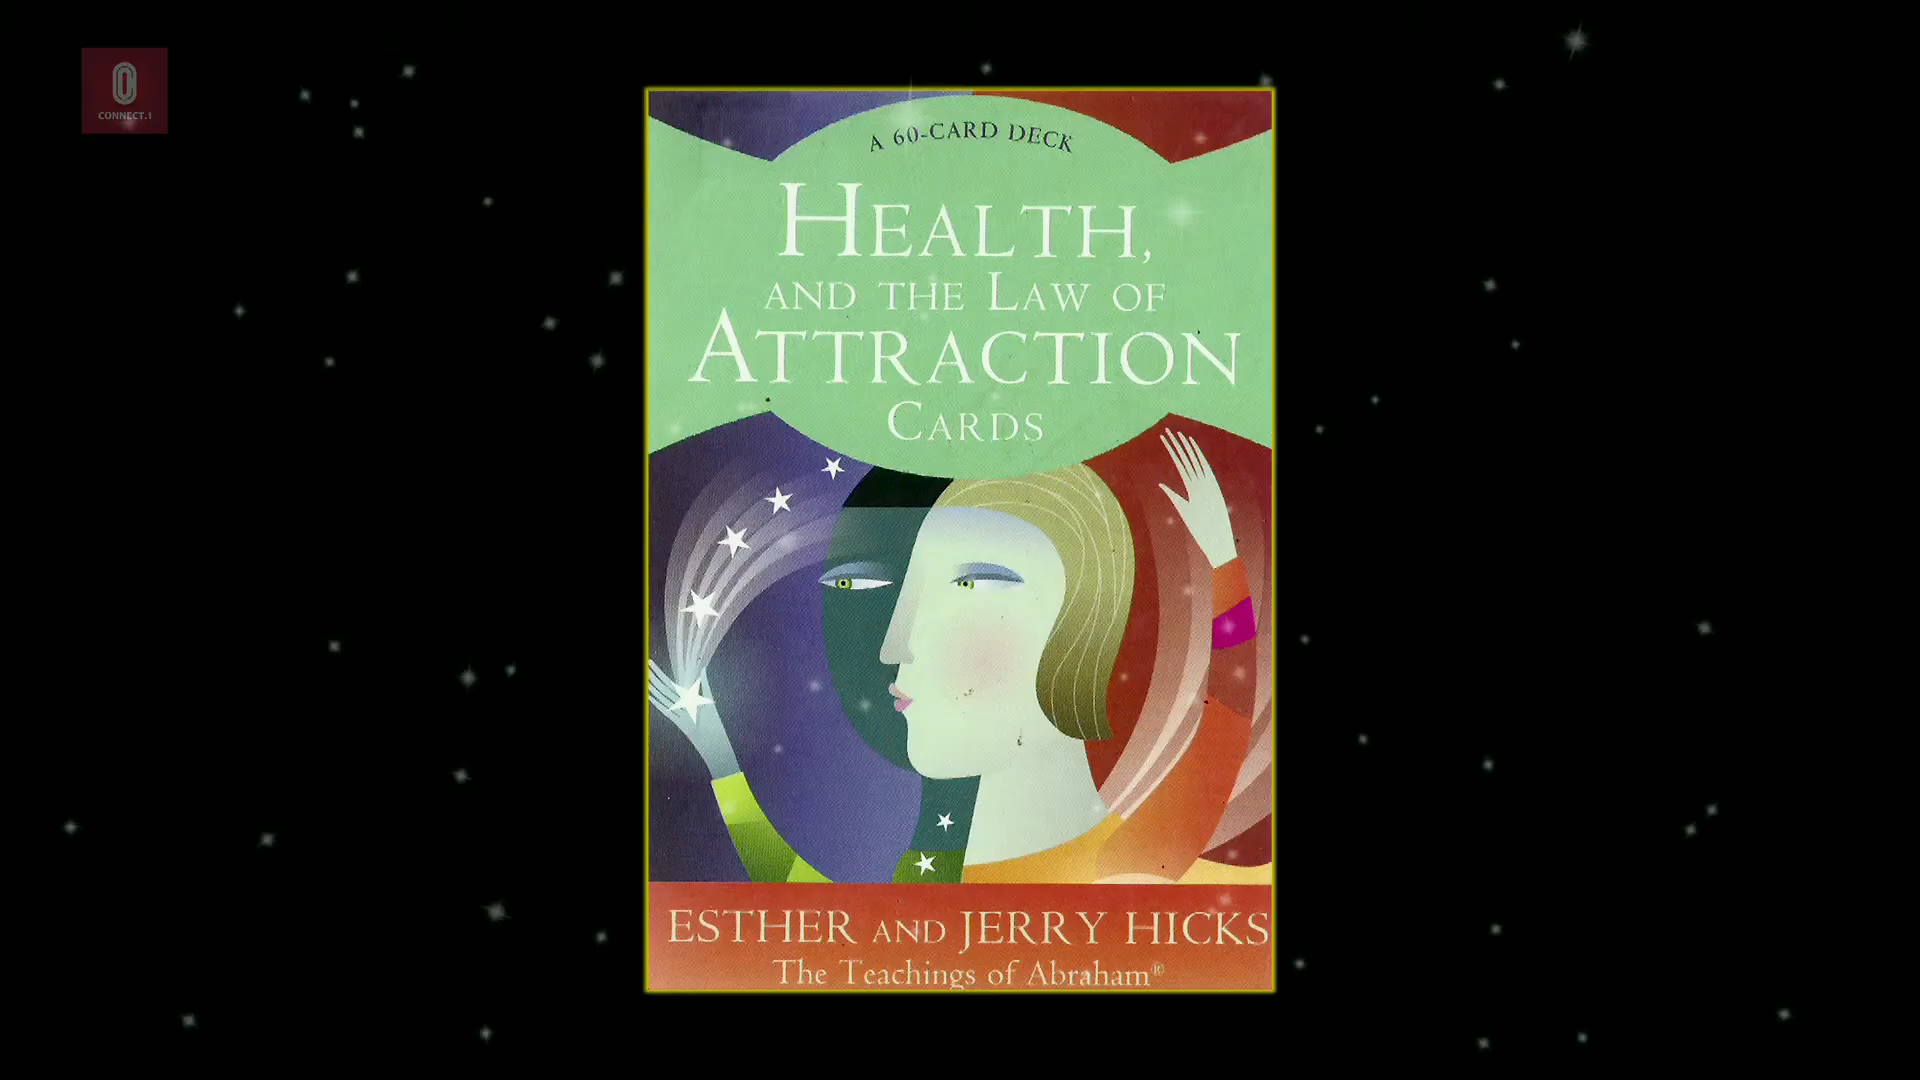 CONNECT.1
A 60-CARD DECK
HEALTH,
AND THE LAW OF
ATTRACTION
CARDS
ESTHER AND JERRY HICKS
The Teachings of Abraham®